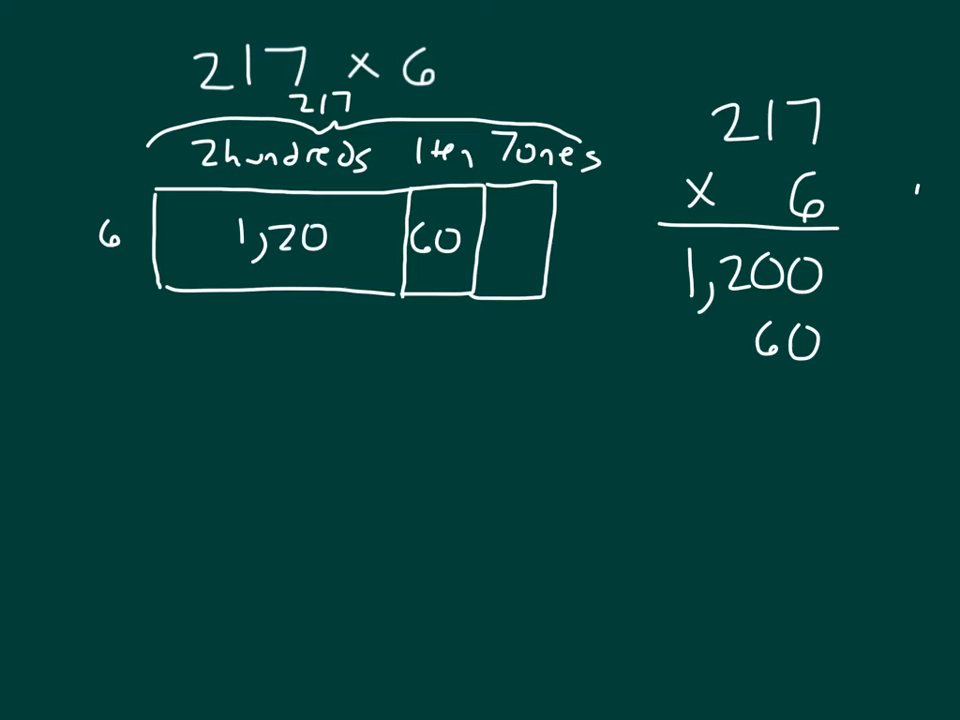 217 × 6
217
2 hundreds 1 ten 7 ones
6 1,20 60
217
× 6
1,200
60